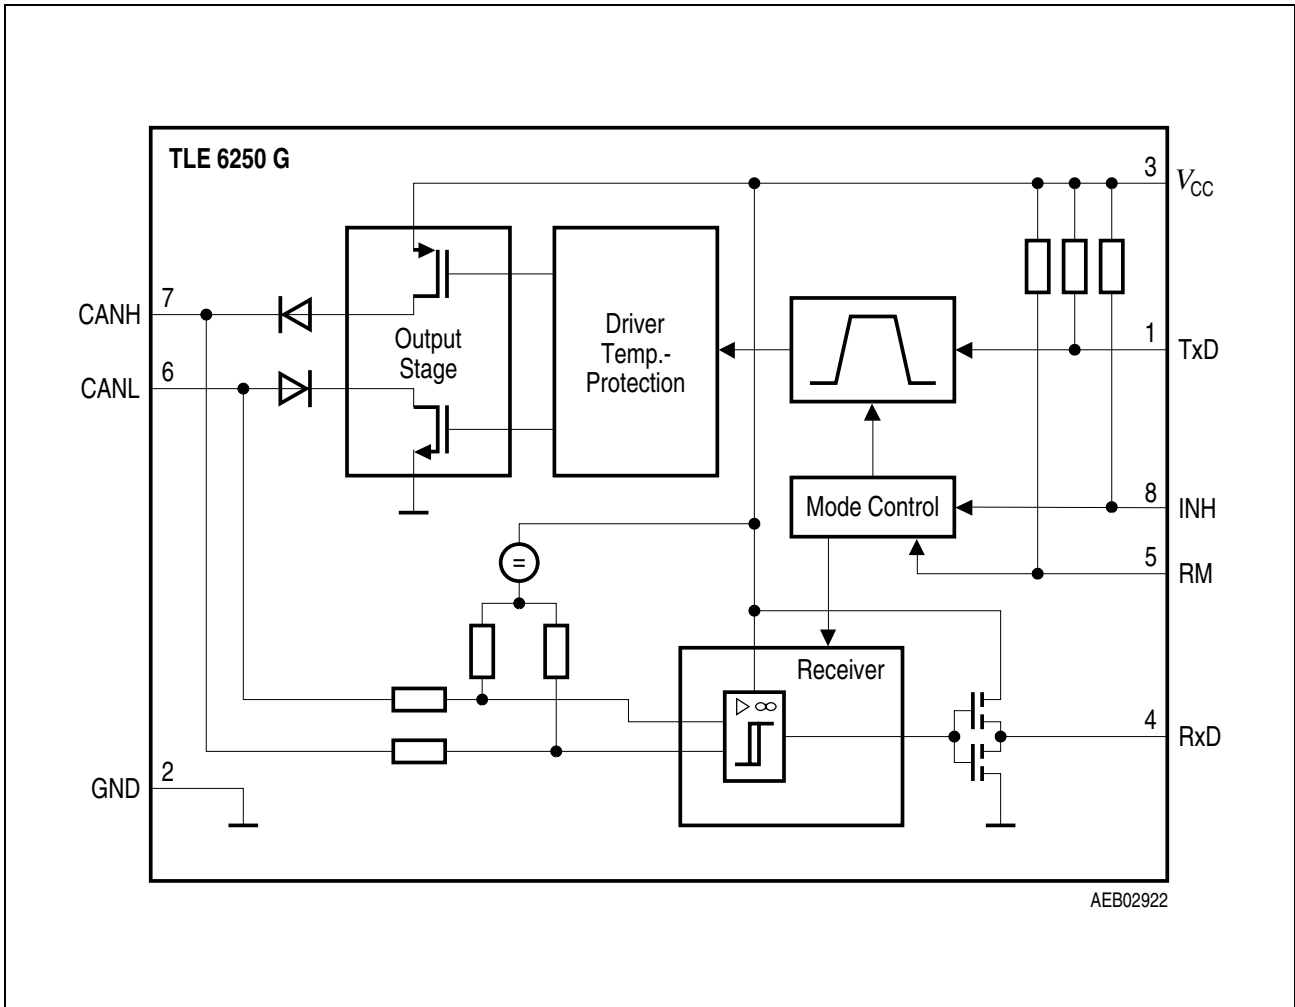 TLE 6250 G
3
VCC
7
CANH
Output
Stage
Driver
Temp.-
Protection
1
TxD
6
CANL
Mode Control
8
INH
5
RM
=
Receiver
▷ ∞
4
RxD
2
GND
AEB02922